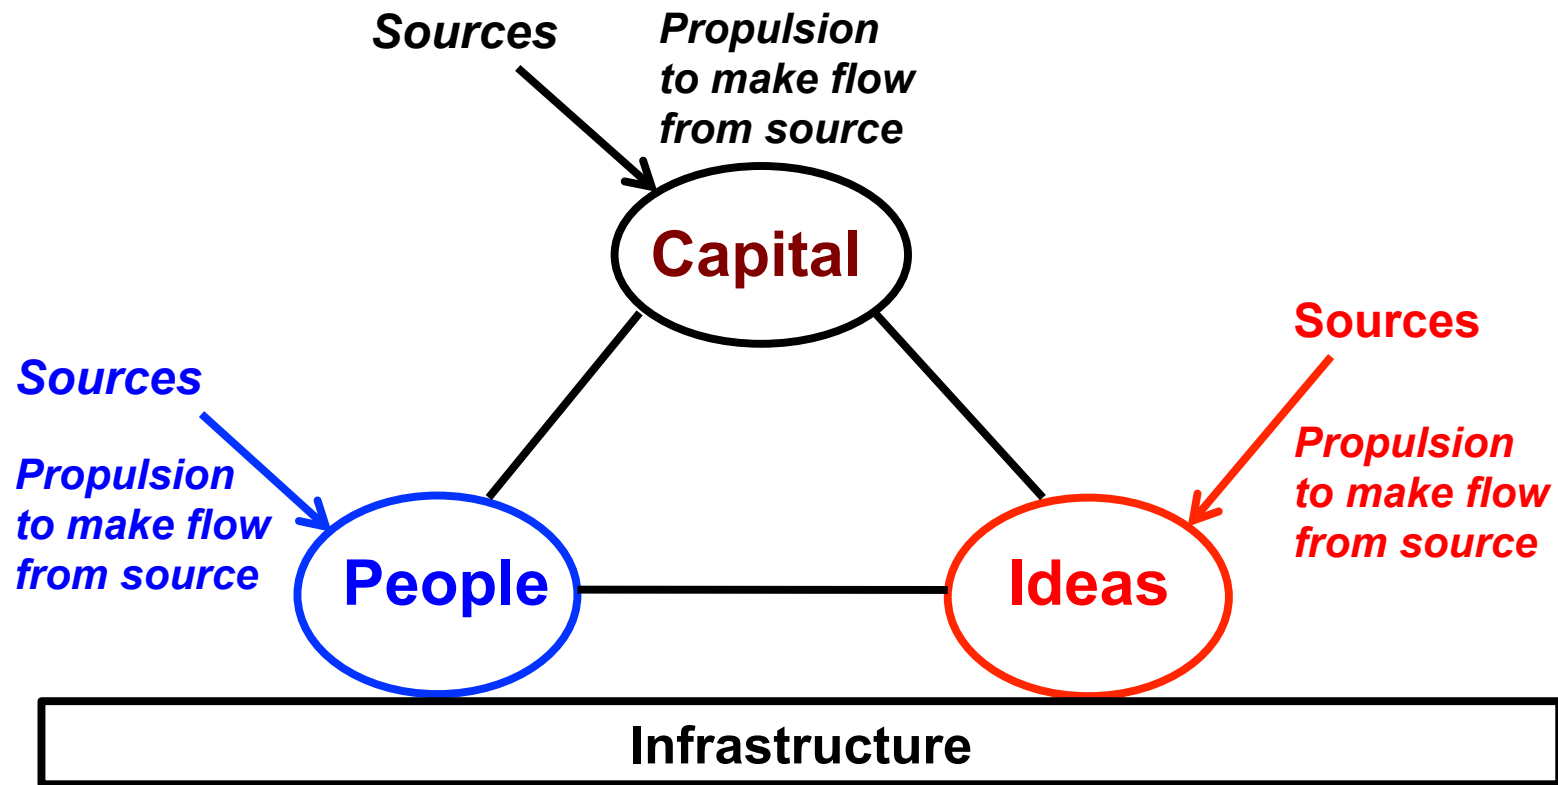 Sources
Propulsion
to make flow
from source
Capital
Sources
Sources
Propulsion
to make flow
from source
Propulsion
to make flow
from source
People
Ideas
Infrastructure